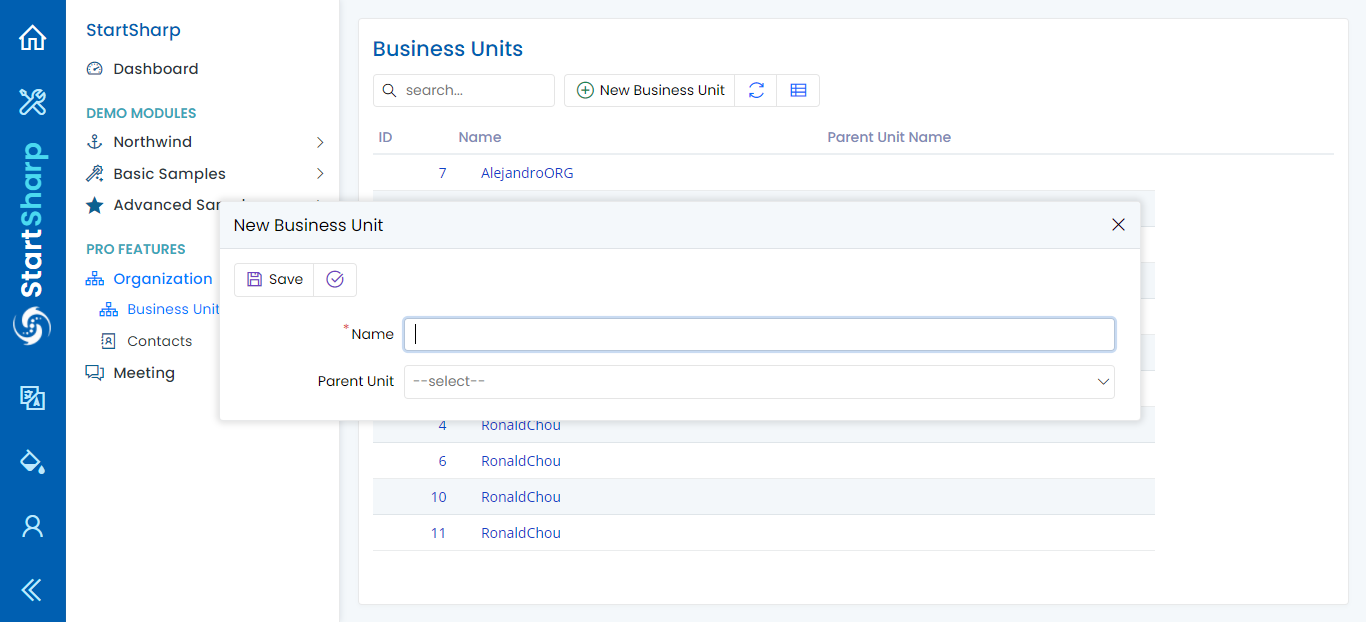 StartSharp
StartSharp
Dashboard
DEMO MODULES
Northwind
Basic Samples
Advanced
PRO FEATURES
Organization
Business Unit
Contacts
Meeting
Business Units
search...
New Business Unit
ID Name Parent Unit Name
7 AlejandroORG
New Business Unit
Save
*Name
Parent Unit --select--
4 RonaldChou
6 RonaldChou
10 RonaldChou
11 RonaldChou